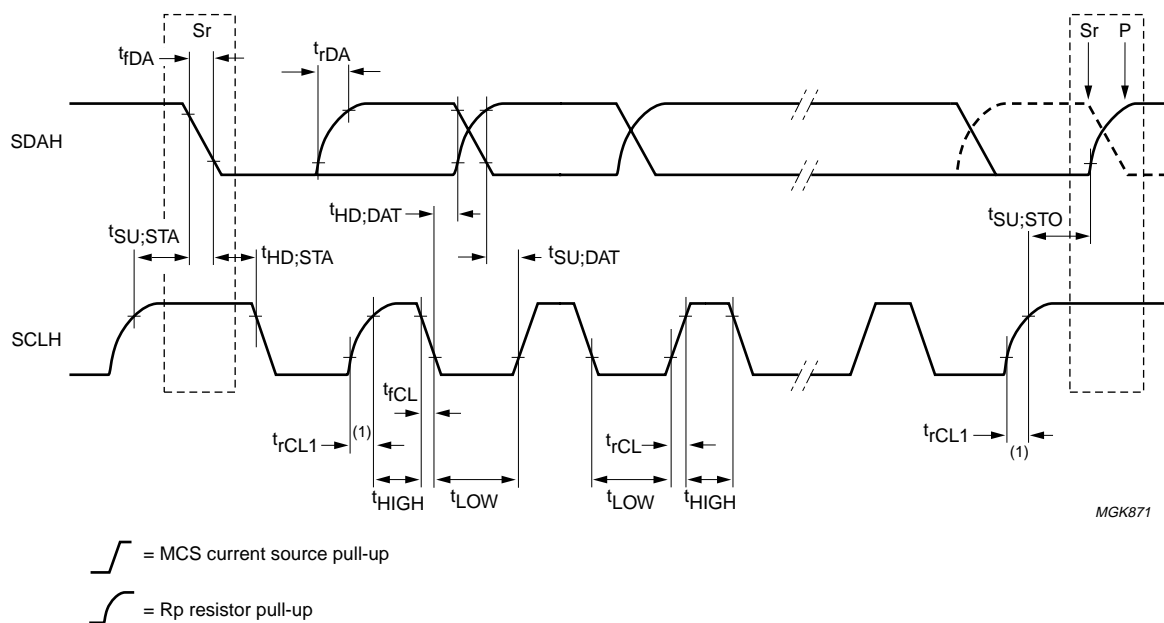 Sr
Sr P
tfDA
trDA
SDAH
tHD;DAT
tSU;STA
tHD;STA
tSU;DAT
tSU;STO
SCLH
tfCL
trCL1
(1)
trCL
trCL1
(1)
tHIGH
tLOW
tLOW
tHIGH
MGK871
= MCS current source pull-up
= Rp resistor pull-up